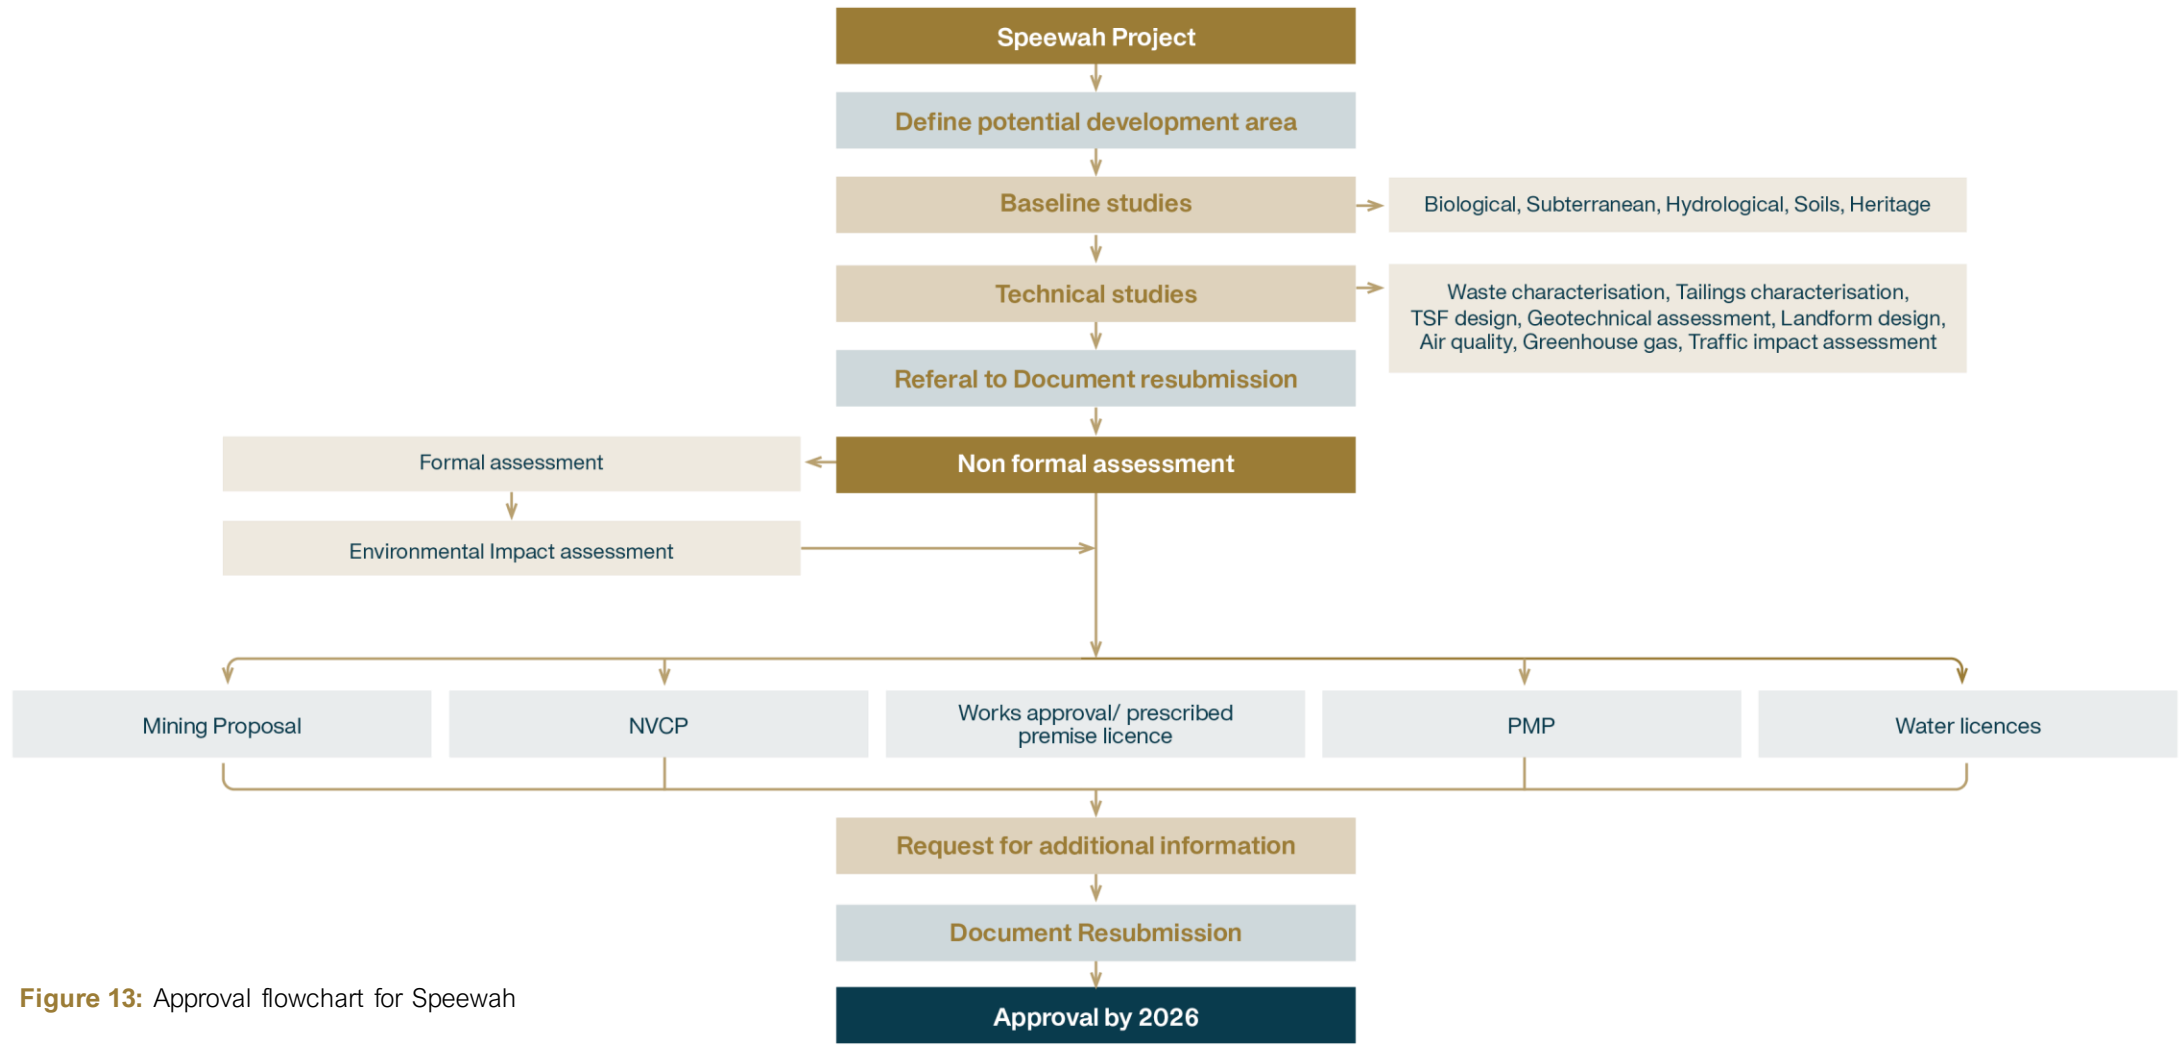 Speewah Project
Define potential development area
Baseline studies
Biological, Subterranean, Hydrological, Soils, Heritage
Technical studies
Waste characterisation, Tailings characterisation,
TSF design, Geotechnical assessment, Landform design,
Air quality, Greenhouse gas, Traffic impact assessment
Referal to Document resubmission
Non formal assessment
Formal assessment
Environmental Impact assessment
Mining Proposal
NVCP
Works approval/ prescribed
premise licence
PMP
Water licences
Request for additional information
Document Resubmission
Approval by 2026
Figure 13: Approval flowchart for Speewah